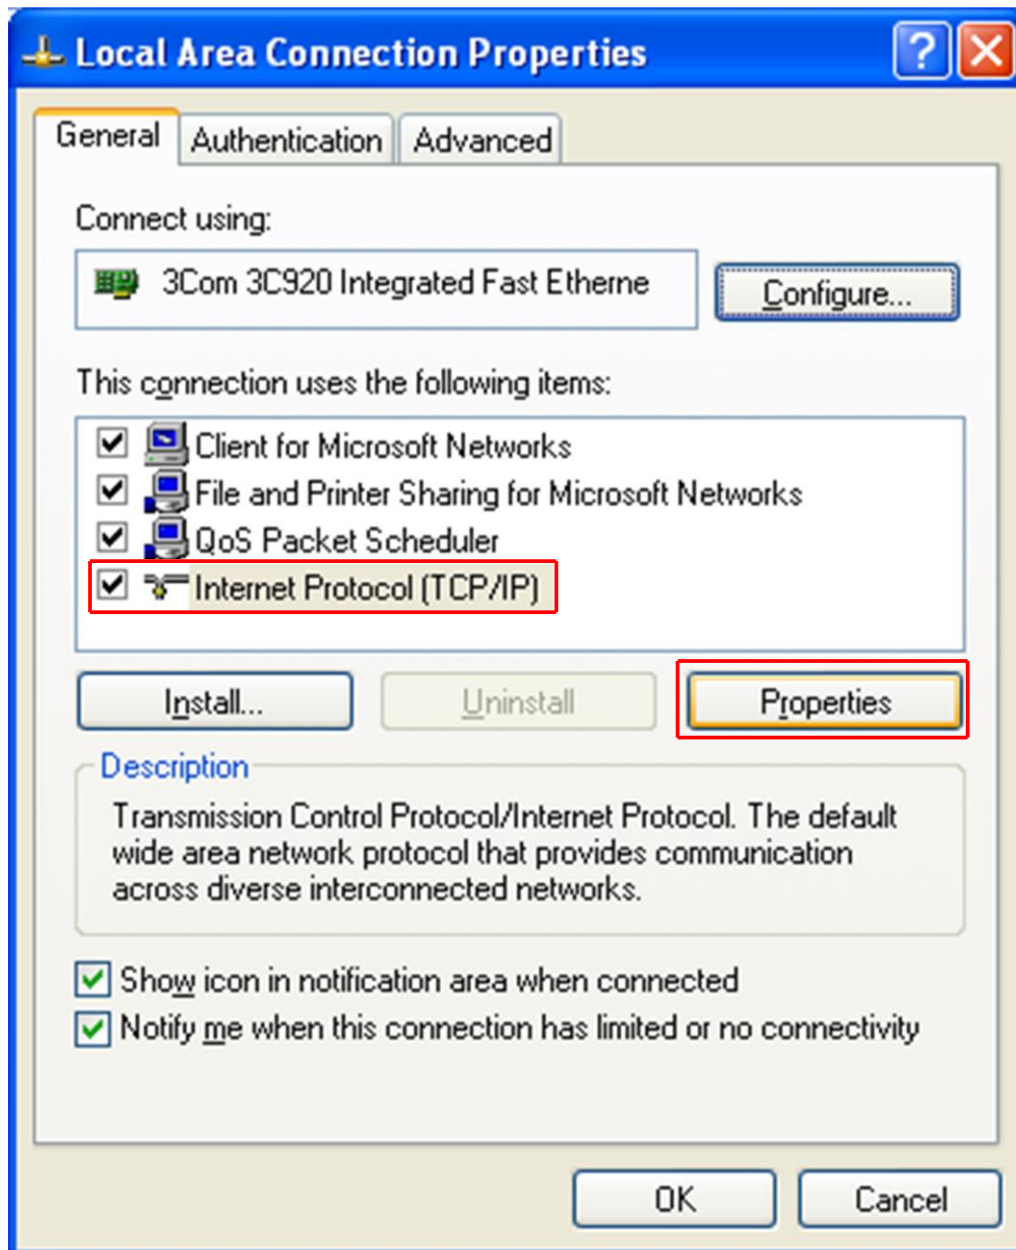 Local Area Connection Properties
?
General
Authentication
Advanced
Connect using:
3Com 3C920 Integrated Fast Etherne
Configure...
This connection uses the following items:
Client for Microsoft Networks
File and Printer Sharing for Microsoft Networks
QoS Packet Scheduler
Internet Protocol (TCP/IP)
Install...
Uninstall
Properties
Description
Transmission Control Protocol/Internet Protocol. The default
wide area network protocol that provides communication
across diverse interconnected networks.
Show icon in notification area when connected
Notify me when this connection has limited or no connectivity
OK
Cancel